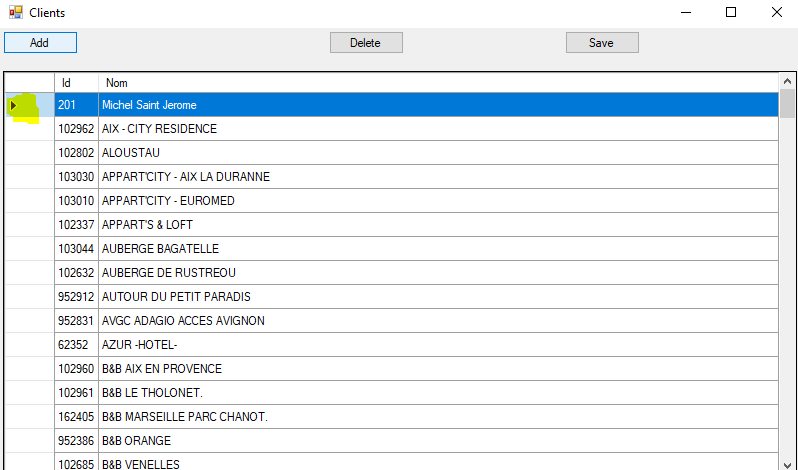 Clients
Add Delete Save
Id Nom
201 Michel Saint Jerome
102962 AIX - CITY RESIDENCE
102802 ALOUSTAU
103030 APPART'CITY - AIX LA DURANNE
103010 APPART'CITY - EUROMED
102337 APPART'S & LOFT
103044 AUBERGE BAGATELLE
102632 AUBERGE DE RUSTREOU
952912 AUTOUR DU PETIT PARADIS
952831 AVGC ADAGIO ACCES AVIGNON
62352 AZUR -HOTEL-
102960 B&B AIX EN PROVENCE
102961 B&B LE THOLONET.
162405 B&B MARSEILLE PARC CHANOT.
952386 B&B ORANGE
102685 B&B VENELLES